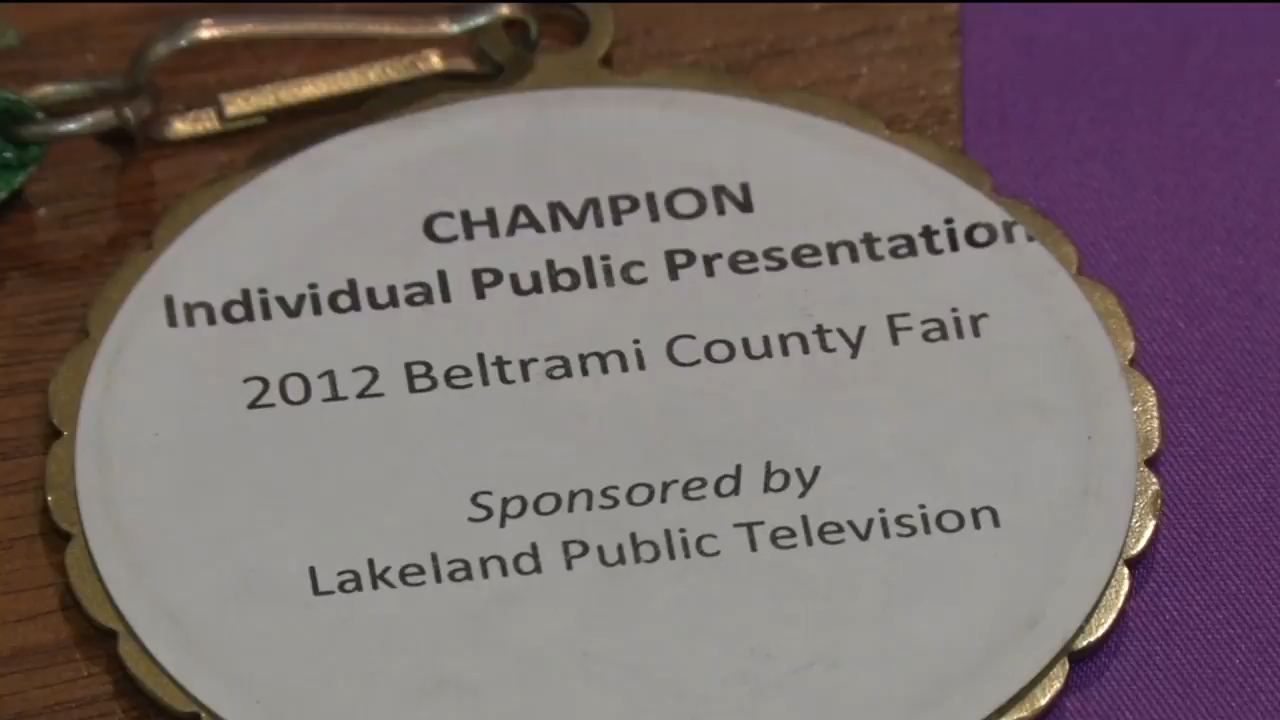 CHAMPION
Individual Public Presentation
2012 Beltrami County Fair
Sponsored by
Lakeland Public Television